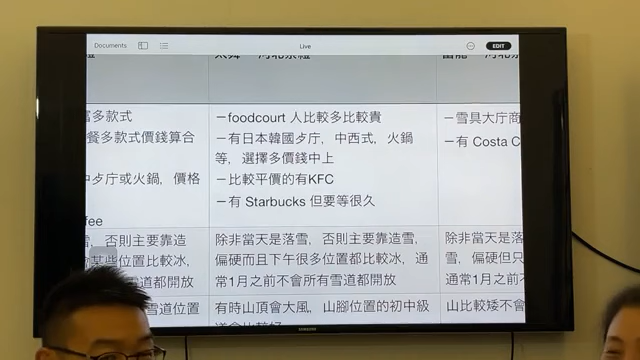 Documents
Live
EDIT
富多款式
餐多款式價錢算合
中歺厅或火鍋，價格
fee
雪，否則主要靠造
某些位置比較冰，
雪道都開放
雪道位置
－foodcourt 人比較多比較貴
－有日本韓國歺厅，中西式，火鍋
等，選擇多價錢中上
－比較平價的有KFC
－有 Starbucks 但要等很久
除非當天是落雪，否則主要靠造雪，
偏硬而且下午很多位置都比較冰，通
常1月之前不會所有雪道都開放
有時山頂會大風，山腳位置的初中級
－雪具大厅商
－有 Costa C
除非當天是落
雪，偏硬但只
通常1月之前不
山比較矮不會
SAMSUNG